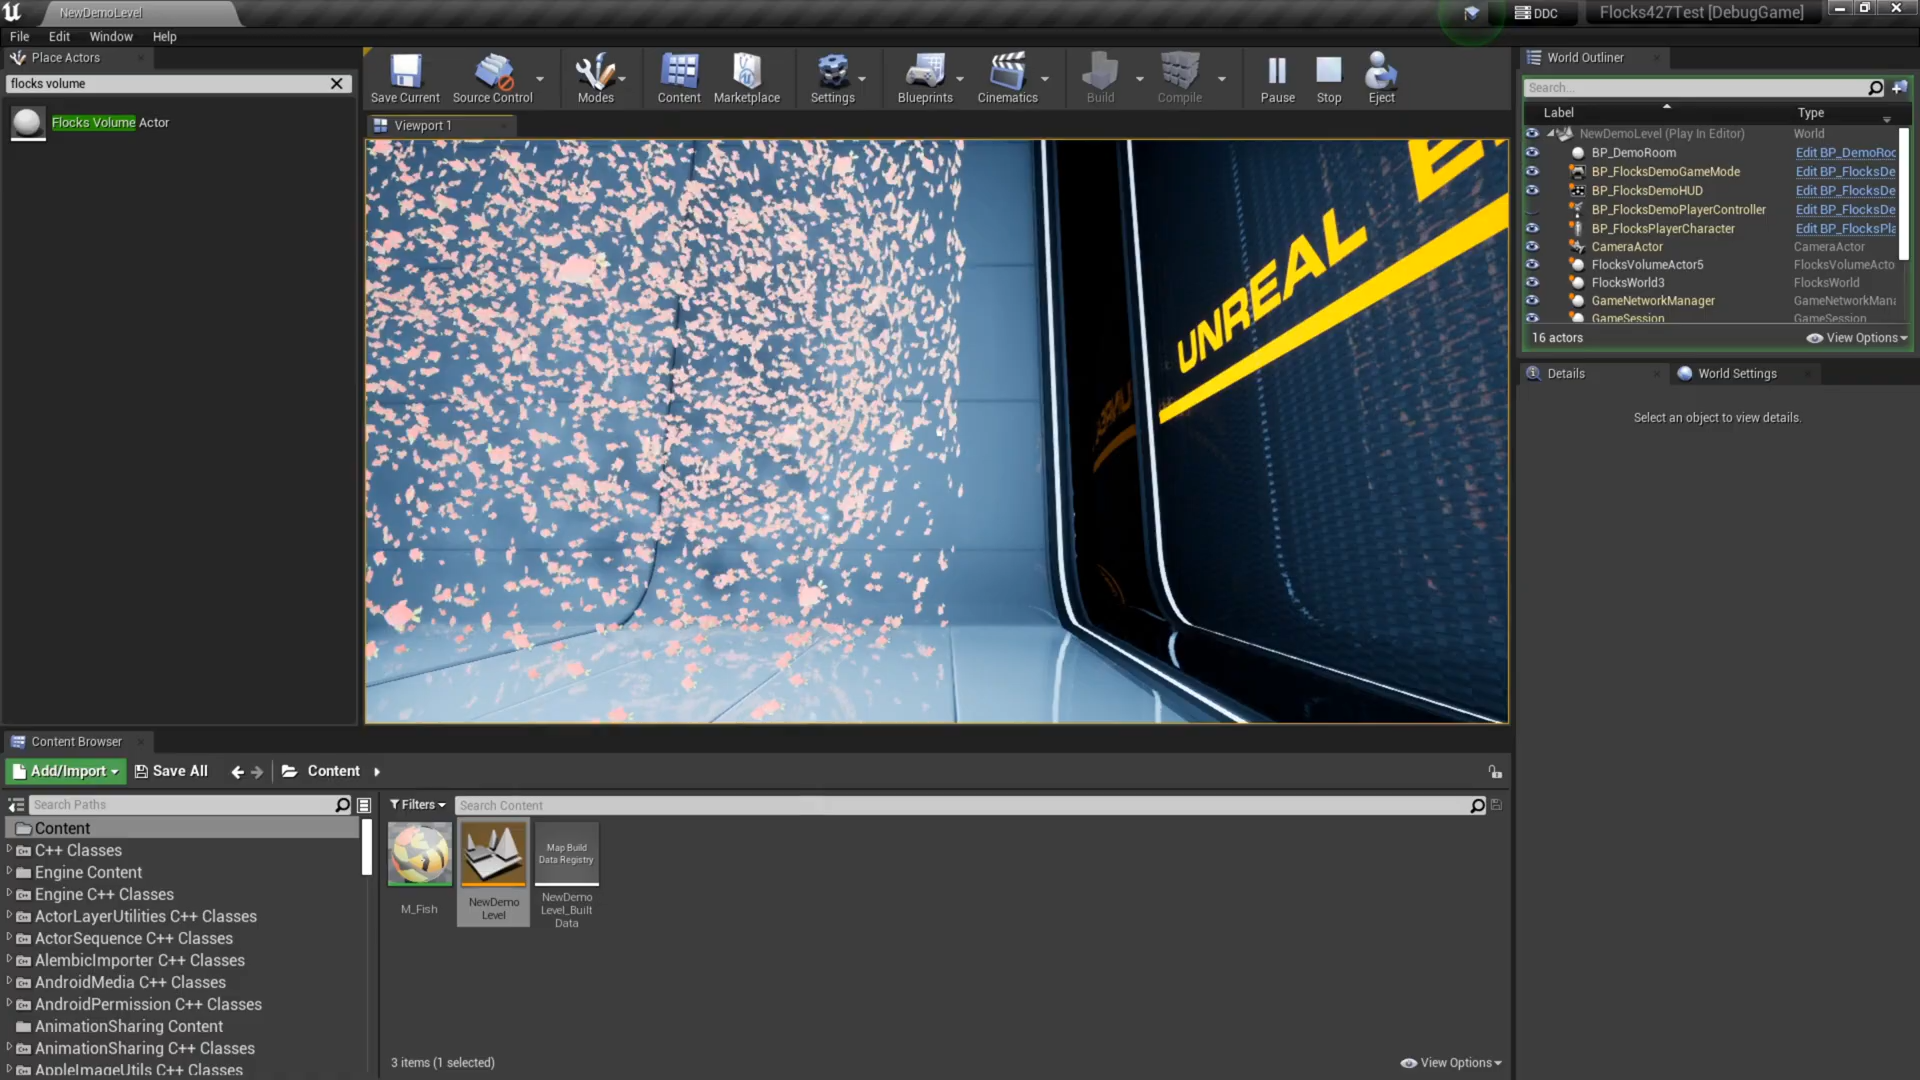 NewDemoLevel
DDC
Flocks427Test [DebugGame]
File
Edit
Window
Help
Place Actors
flocks volume
Flocks Volume Actor
Save Current
Source Control
Modes
Content
Marketplace
Settings
Blueprints
Cinematics
Build
Compile
Pause
Stop
Eject
Viewport 1
UNREAL
World Outliner
Search...
Label
Type
NewDemoLevel (Play In Editor)
World
BP_DemoRoom
Edit BP_DemoRoo
BP_FlocksDemoGameMode
Edit BP_FlocksDe
BP_FlocksDemoHUD
Edit BP_FlocksDe
BP_FlocksDemoPlayerController
Edit BP_FlocksDe
BP_FlocksPlayerCharacter
Edit BP_FlocksPla
CameraActor
CameraActor
FlocksVolumeActor5
FlocksVolumeActo
FlocksWorld3
FlocksWorld
GameNetworkManager
GameNetworkMana
GameSession
GameSession
16 actors
View Options
Details
World Settings
Select an object to view details.
Content Browser
Add/Import
Save All
Content
Search Paths
Filters
Search Content
Content
C++ Classes
Engine Content
Engine C++ Classes
ActorLayerUtilities C++ Classes
ActorSequence C++ Classes
AlembicImporter C++ Classes
AndroidMedia C++ Classes
AndroidPermission C++ Classes
AnimationSharing Content
AnimationSharing C++ Classes
AppleImageUtils C++ Classes
M_Fish
NewDemo
Level
Map Build
Data Registry
NewDemo
Level_Built
Data
3 items (1 selected)
View Options